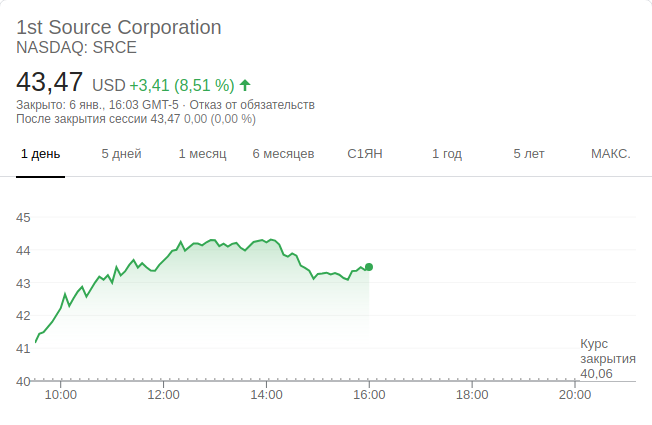 1st Source Corporation
NASDAQ: SRCE
43,47 USD +3,41 (8,51 %)
Закрыто: 6 янв., 16:03 GMT-5 · Отказ от обязательств
После закрытия сессии 43,47 0,00 (0,00 %)
1 день 5 дней 1 месяц 6 месяцев С1ЯН 1 год 5 лет МАКС.
45
44
43
42
41
Курс
закрытия
40,06
40
10:00 12:00 14:00 16:00 18:00 20:00